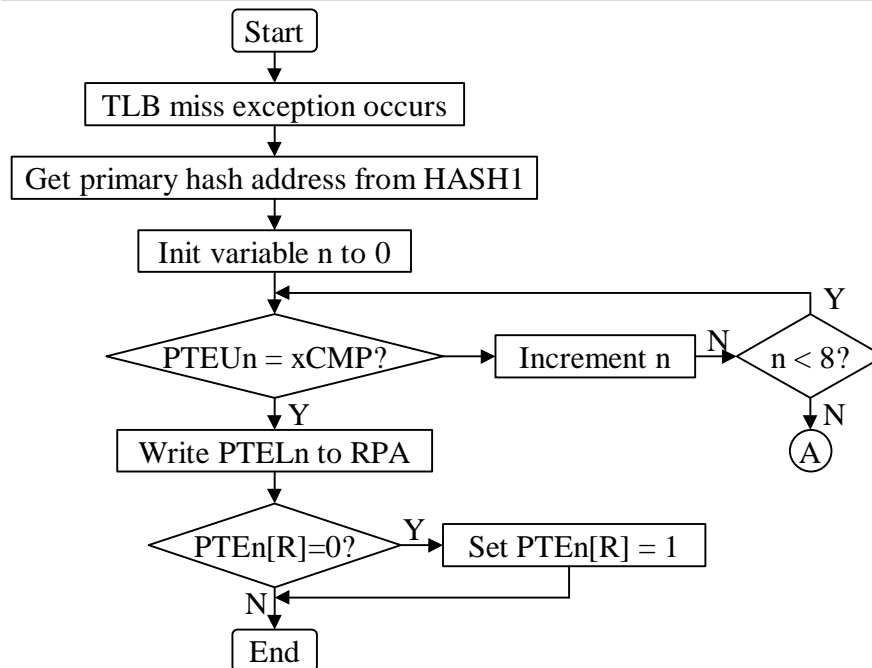 Start
TLB miss exception occurs
Get primary hash address from HASH1
Init variable n to 0
Y
PTEUn = xCMP?
Increment n
N
n < 8?
Y
N
Write PTELn to RPA
A
PTEn[R]=0?
Y
Set PTEn[R] = 1
N
End